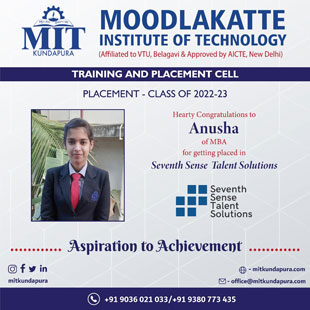 MIT
KUNDAPURA
MOODLAKATTE
INSTITUTE OF TECHNOLOGY
(Affiliated to VTU, Belagavi & Approved by AICTE, New Delhi)
TRAINING AND PLACEMENT CELL
PLACEMENT - CLASS OF 2022-23
Hearty Congratulations to
Anusha
of MBA
for getting placed in
Seventh Sense Talent Solutions
Seventh
Sense
Talent
Solutions
Aspiration to Achievement
mitkundapura
- mitkundapura.com
- office@mitkundapura.com
+91 9036 021 033/+91 9380 773 435